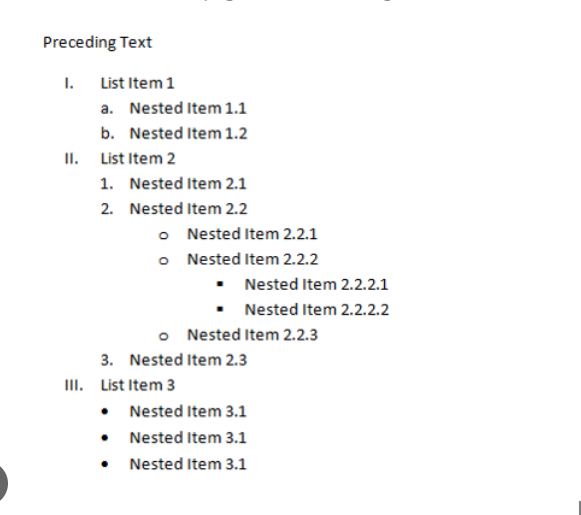 Preceding Text
I. List Item 1
a. Nested Item 1.1
b. Nested Item 1.2
II. List Item 2
1. Nested Item 2.1
2. Nested Item 2.2
o Nested Item 2.2.1
o Nested Item 2.2.2
▪ Nested Item 2.2.2.1
▪ Nested Item 2.2.2.2
o Nested Item 2.2.3
3. Nested Item 2.3
III. List Item 3
• Nested Item 3.1
• Nested Item 3.1
• Nested Item 3.1